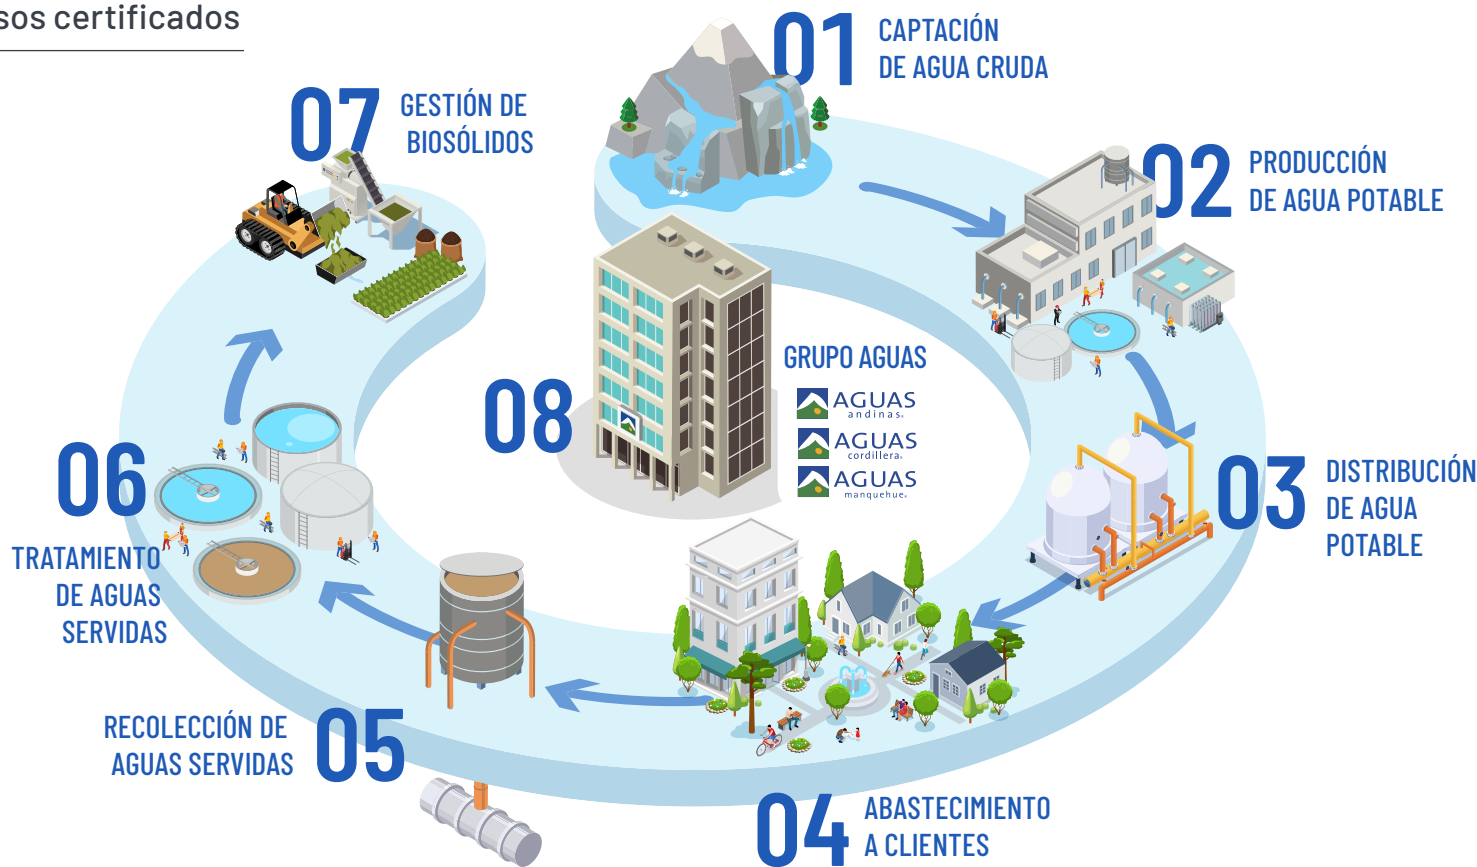 sos certificados
01
CAPTACIÓN
DE AGUA CRUDA
02
PRODUCCIÓN
DE AGUA POTABLE
03
DISTRIBUCIÓN
DE AGUA
POTABLE
04
ABASTECIMIENTO
A CLIENTES
05
RECOLECCIÓN DE
AGUAS SERVIDAS
06
TRATAMIENTO
DE AGUAS
SERVIDAS
07
GESTIÓN DE
BIOSÓLIDOS
08
GRUPO AGUAS
AGUAS
andinas.
AGUAS
cordillera.
AGUAS
manquehue.